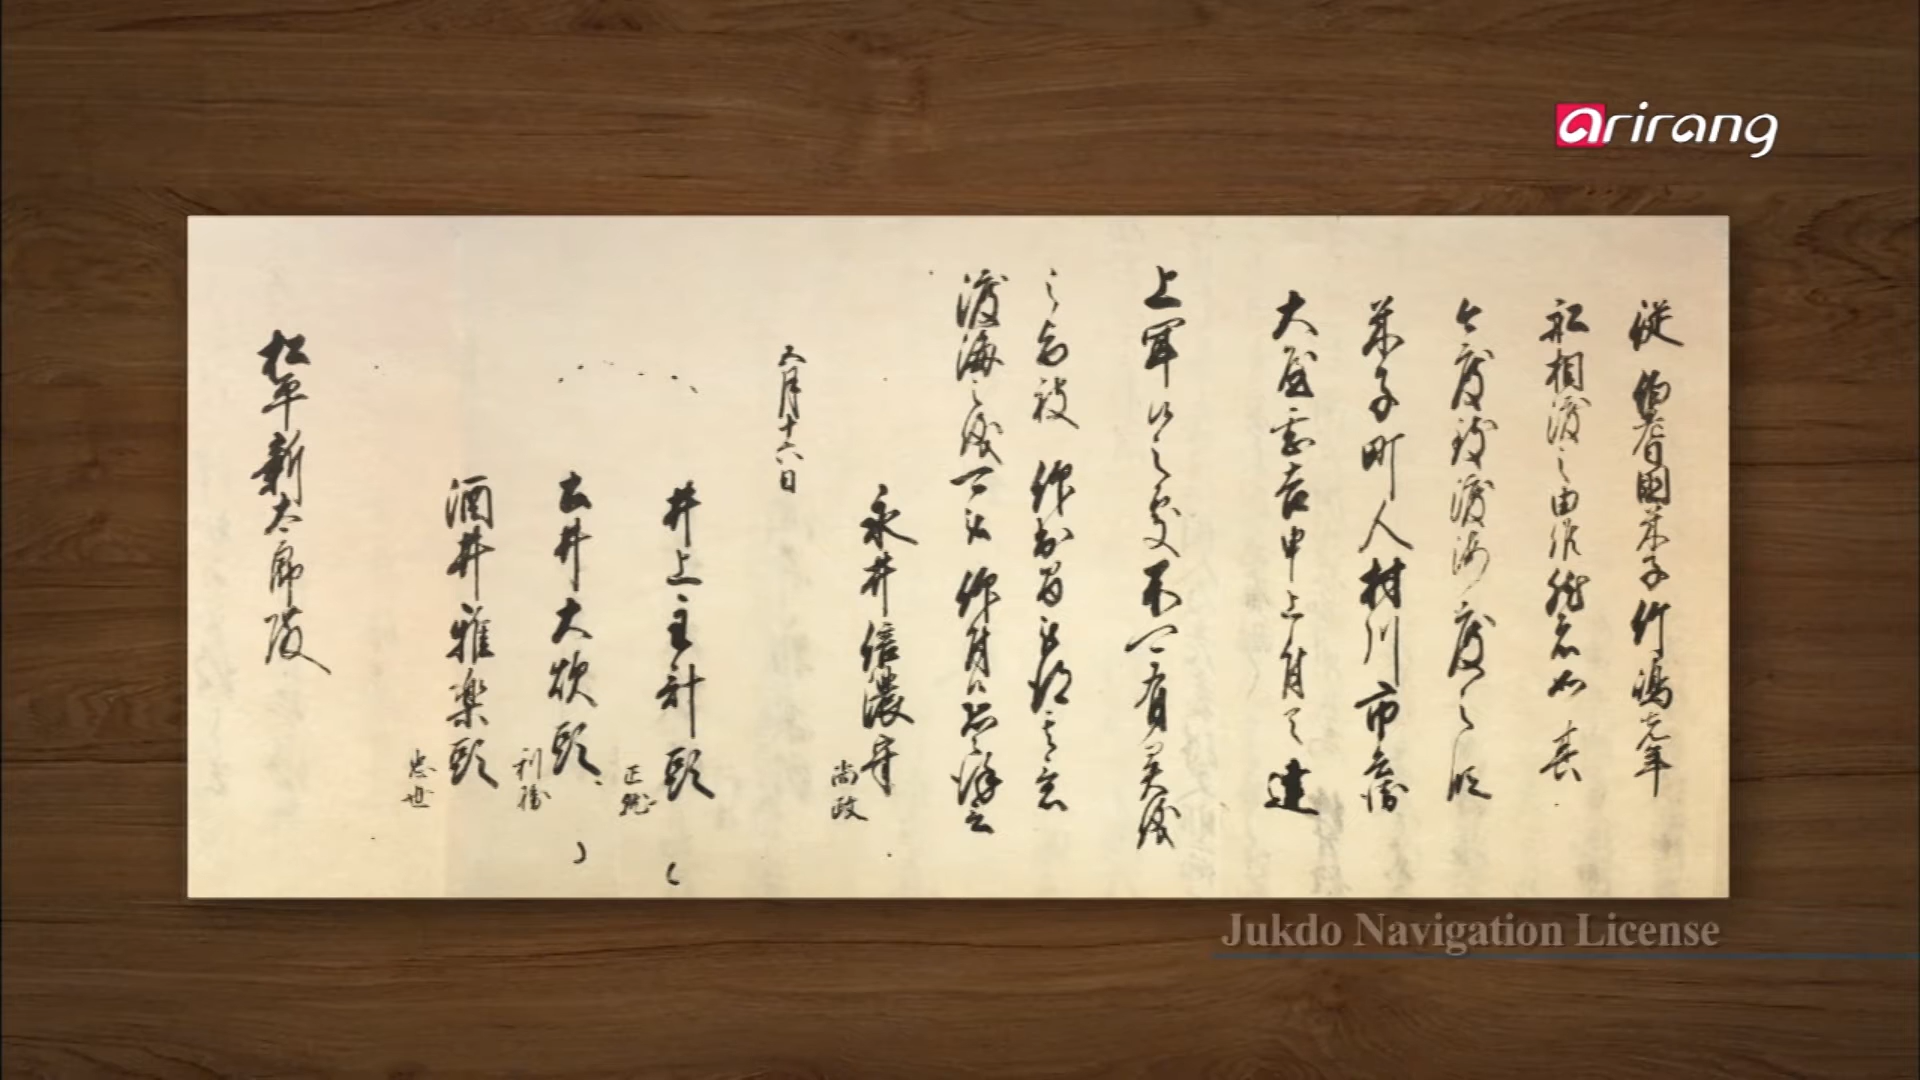 arirang
従 伯耆國米子竹嶋先年
船相渡之由候然者如其
今度致渡海度之段
米子町人村川市兵衛
大屋甚吉申上付而達
上聞候之處不可有異儀
之旨被 仰出候間被得其意
渡海之儀可被 仰付候恐々謹言
五月十六日
永井信濃守
尚政
井上主計頭
正就
土井大炊頭
利勝
酒井雅楽頭
忠世
松平新太郎殿
Jukdo Navigation License